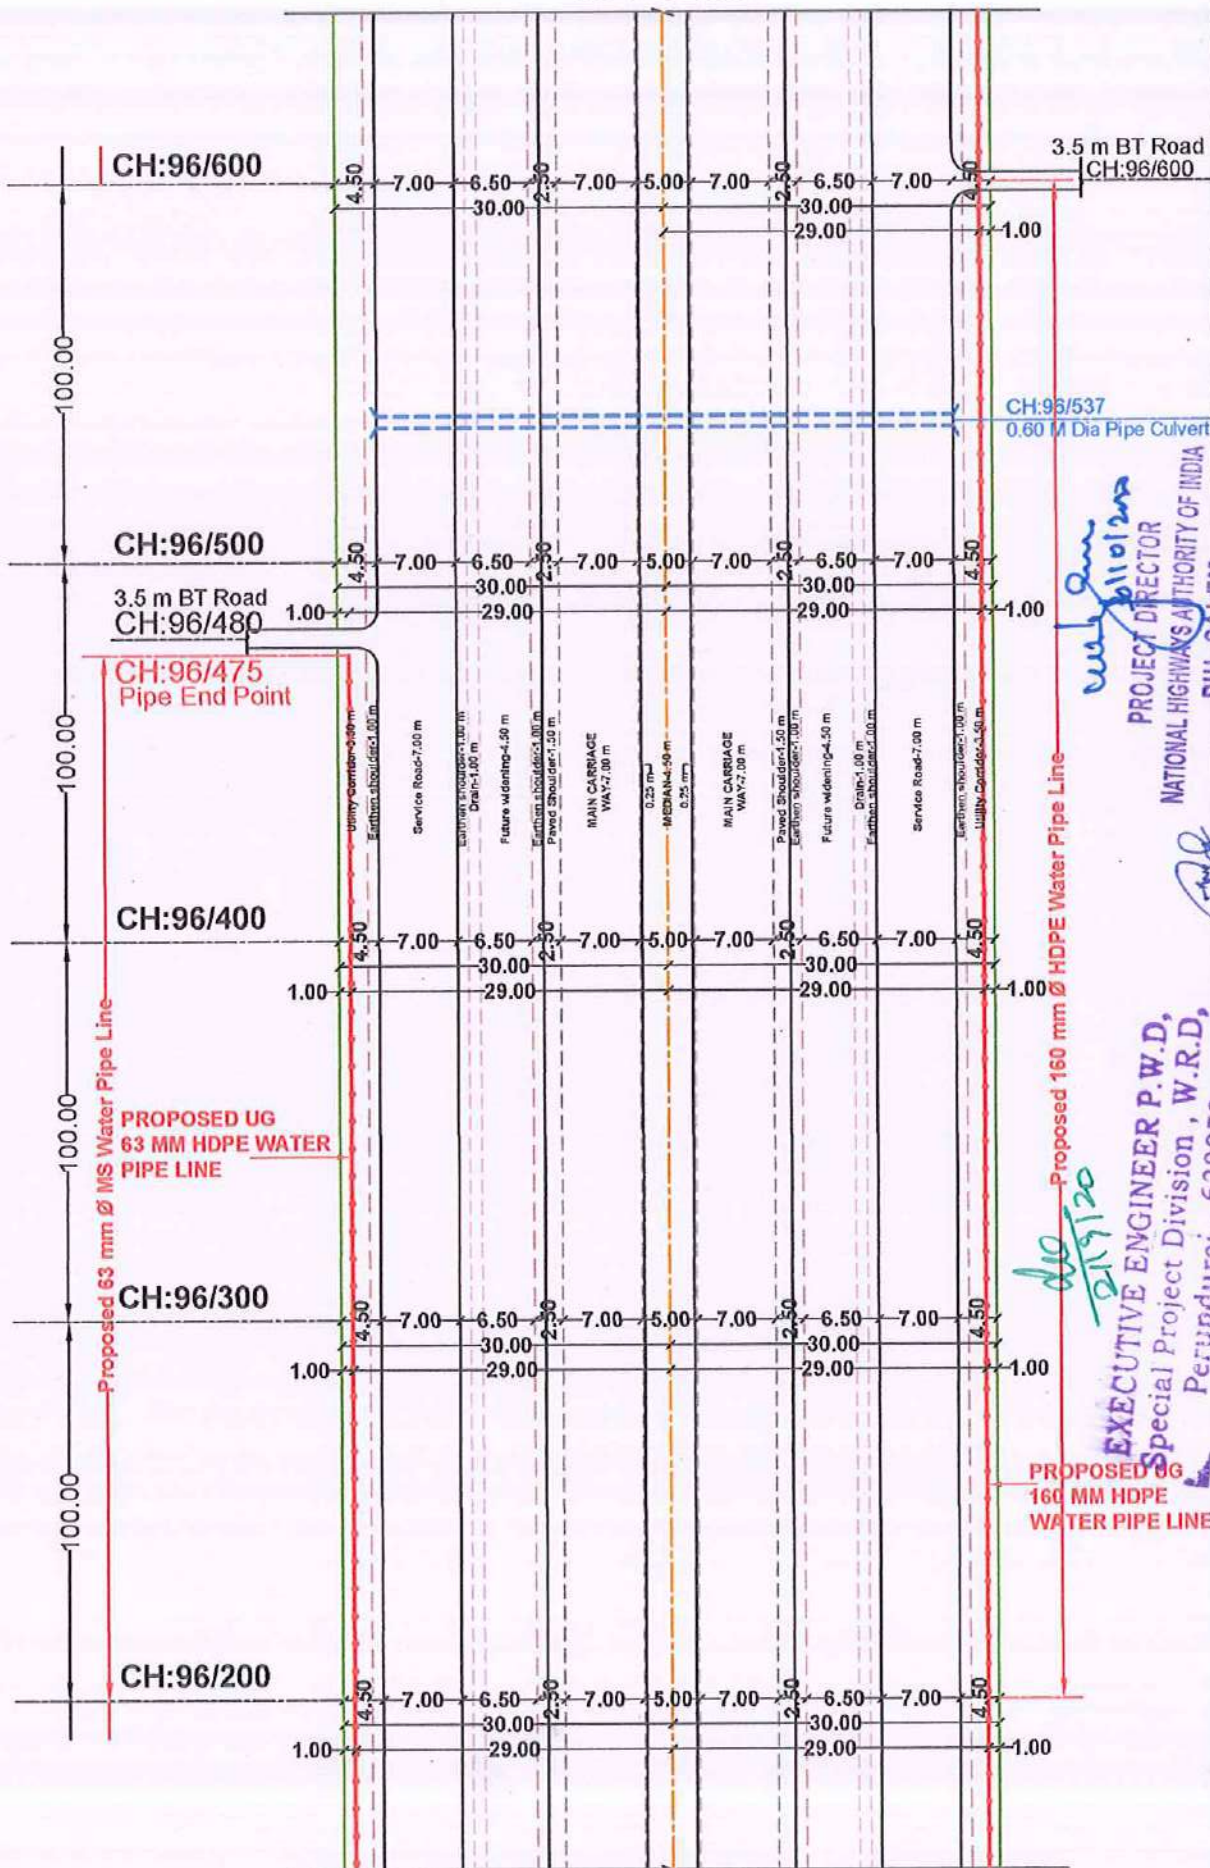 CH:96/600
4.50 7.00 6.50 2.50 7.00 5.00 7.00 2.50 6.50 7.00 4.50
30.00 30.00
29.00 1.00
3.5 m BT Road
CH:96/600
100.00
CH:96/537
0.60 M Dia Pipe Culvert
CH:96/500
4.50 7.00 6.50 2.50 7.00 5.00 7.00 2.50 6.50 7.00 4.50
30.00 30.00
1.00 29.00 29.00 1.00
3.5 m BT Road
CH:96/480
CH:96/475
Pipe End Point
100.00
Utility Corridor-3.50 m
Earthen shoulder-1.00 m
Service Road-7.00 m
Earthen shoulder-1.00 m
Drain-1.00 m
Future widening-4.50 m
Earthen shoulder-1.00 m
Paved Shoulder-1.50 m
MAIN CARRIAGE
WAY-7.00 m
0.25 m
MEDIAN-4.50 m
0.25 m
MAIN CARRIAGE
WAY-7.00 m
Paved Shoulder-1.50 m
Earthen shoulder-1.00 m
Future widening-4.50 m
Drain-1.00 m
Earthen shoulder-1.00 m
Service Road-7.00 m
Earthen shoulder-1.00 m
Utility Corridor-3.50 m
PROJECT DIRECTOR
NATIONAL HIGHWAYS AUTHORITY OF INDIA
CH:96/400
4.50 7.00 6.50 2.50 7.00 5.00 7.00 2.50 6.50 7.00 4.50
30.00 30.00
1.00 29.00 29.00 1.00
100.00
Proposed 63 mm Ø MS Water Pipe Line
PROPOSED UG
63 MM HDPE WATER
PIPE LINE
Proposed 160 mm Ø HDPE Water Pipe Line
21/9/20
EXECUTIVE ENGINEER P.W.D,
Special Project Division , W.R.D,
Perundurai
CH:96/300
4.50 7.00 6.50 2.50 7.00 5.00 7.00 2.50 6.50 7.00 4.50
30.00 30.00
1.00 29.00 29.00 1.00
100.00
PROPOSED UG
160 MM HDPE
WATER PIPE LINE
CH:96/200
4.50 7.00 6.50 2.50 7.00 5.00 7.00 2.50 6.50 7.00 4.50
30.00 30.00
1.00 29.00 29.00 1.00